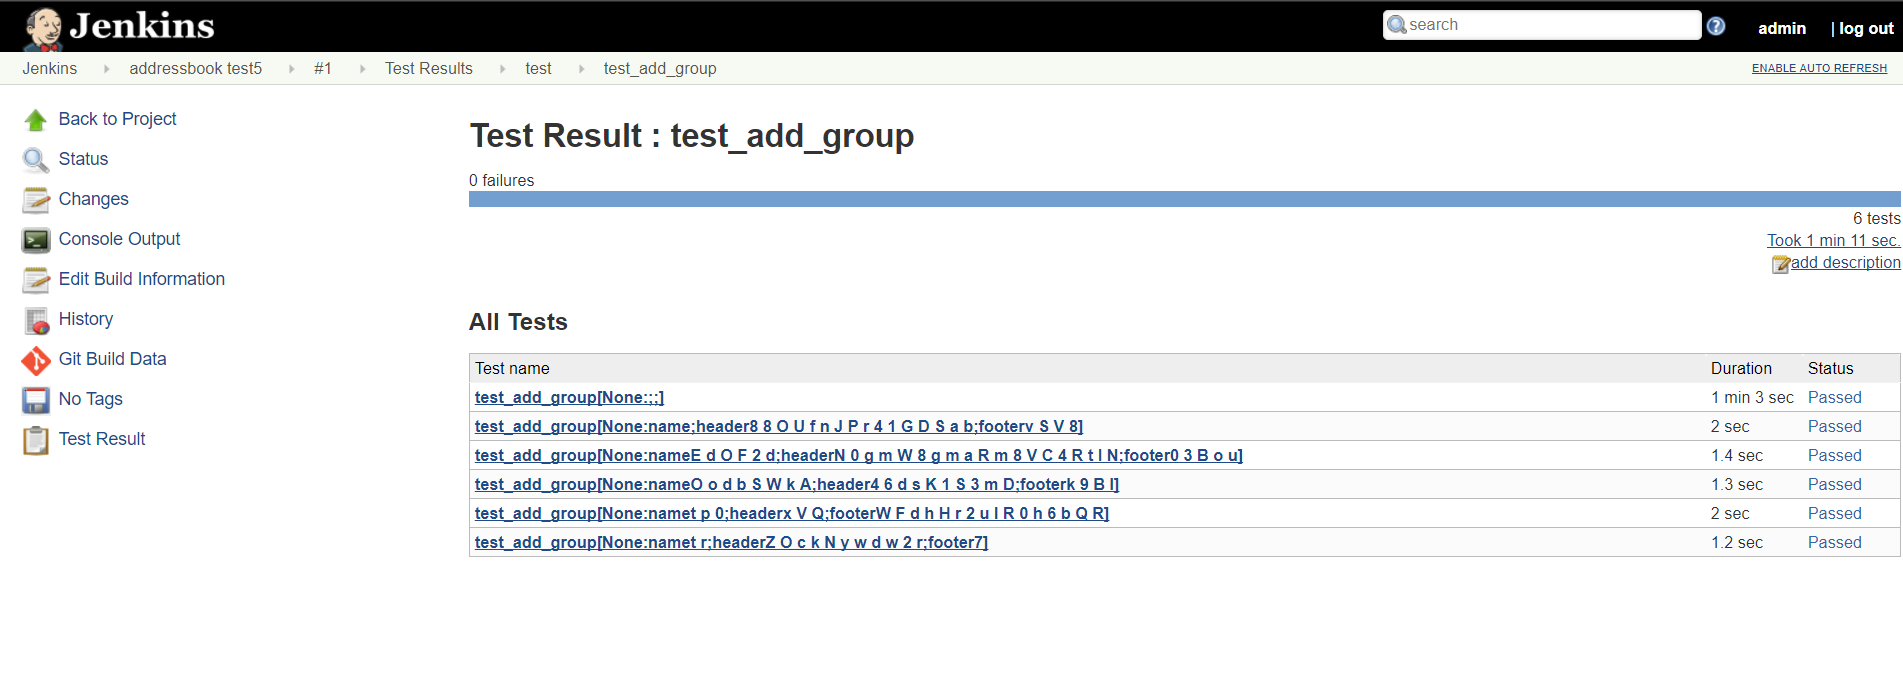 Jenkins
search
admin | log out
Jenkins addressbook test5 #1 Test Results test test_add_group
ENABLE AUTO REFRESH
Back to Project
Status
Changes
Console Output
Edit Build Information
History
Git Build Data
No Tags
Test Result
Test Result : test_add_group
0 failures
6 tests
Took 1 min 11 sec.
add description
All Tests
Test name Duration Status
test_add_group[None:;;] 1 min 3 sec Passed
test_add_group[None:name;header8 8 O U f n J P r 4 1 G D S a b;footerv S V 8] 2 sec Passed
test_add_group[None:nameE d O F 2 d;headerN 0 g m W 8 g m a R m 8 V C 4 R t l N;footer0 3 B o u] 1.4 sec Passed
test_add_group[None:nameO o d b S W k A;header4 6 d s K 1 S 3 m D;footerk 9 B l] 1.3 sec Passed
test_add_group[None:namet p 0;headerx V Q;footerW F d h H r 2 u l R 0 h 6 b Q R] 2 sec Passed
test_add_group[None:namet r;headerZ O c k N y w d w 2 r;footer7] 1.2 sec Passed